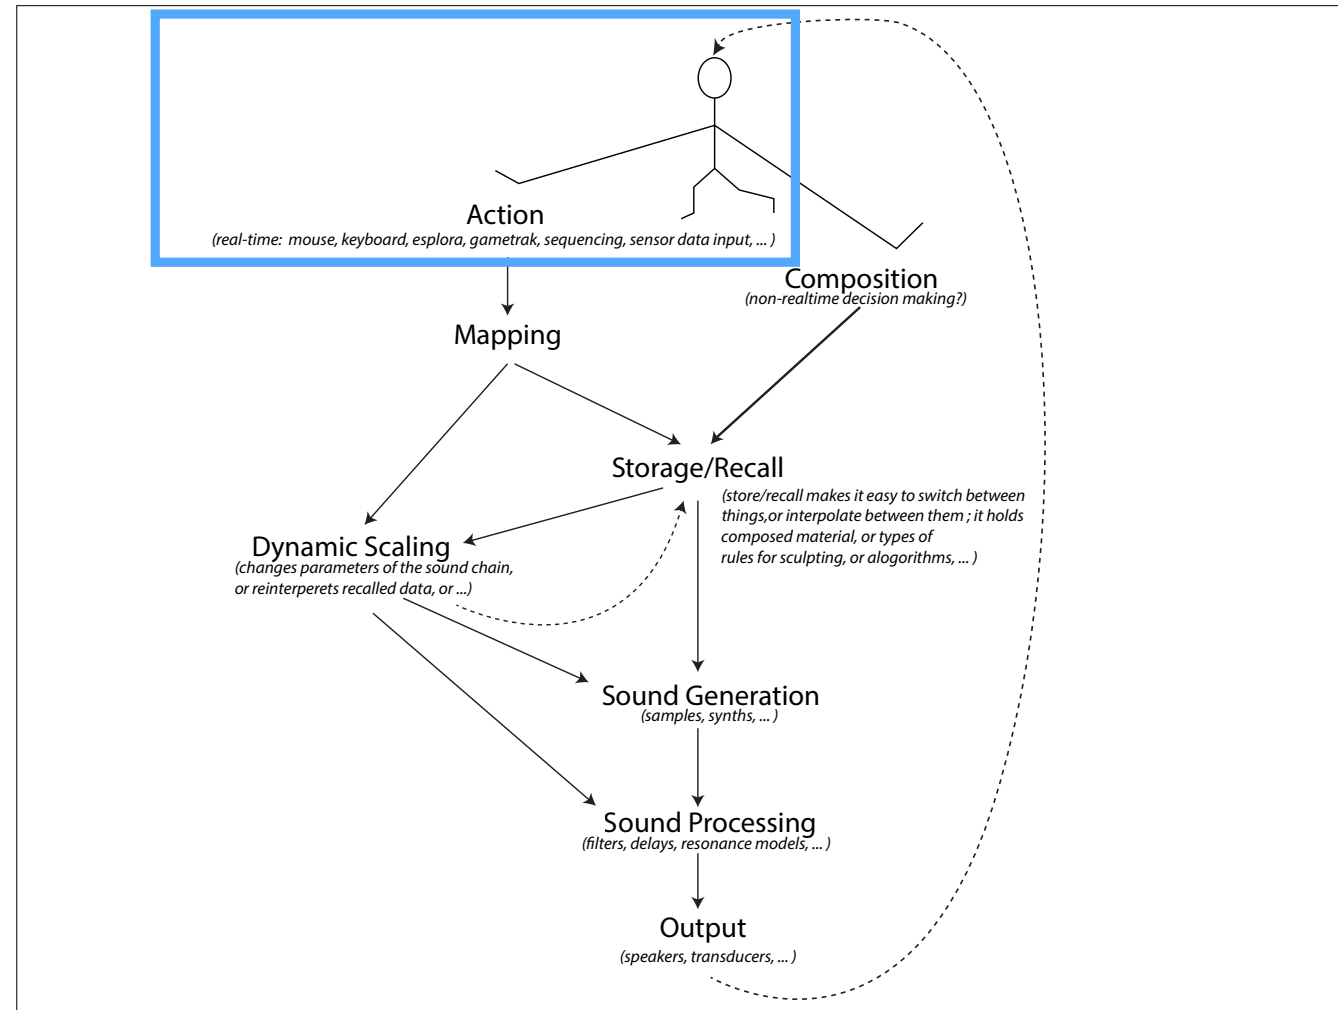 Action
(real-time:  mouse, keyboard, esplora, gametrak, sequencing, sensor data input, ... )
Composition
(non-realtime decision making?)
Mapping
Storage/Recall
(store/recall makes it easy to switch between
things,or interpolate between them ; it holds
composed material, or types of
rules for sculpting, or alogorithms, ... )
Dynamic Scaling
(changes parameters of the sound chain,
or reinterperets recalled data, or ...)
Sound Generation
(samples, synths, ... )
Sound Processing
(filters, delays, resonance models, ... )
Output
(speakers, transducers, ... )